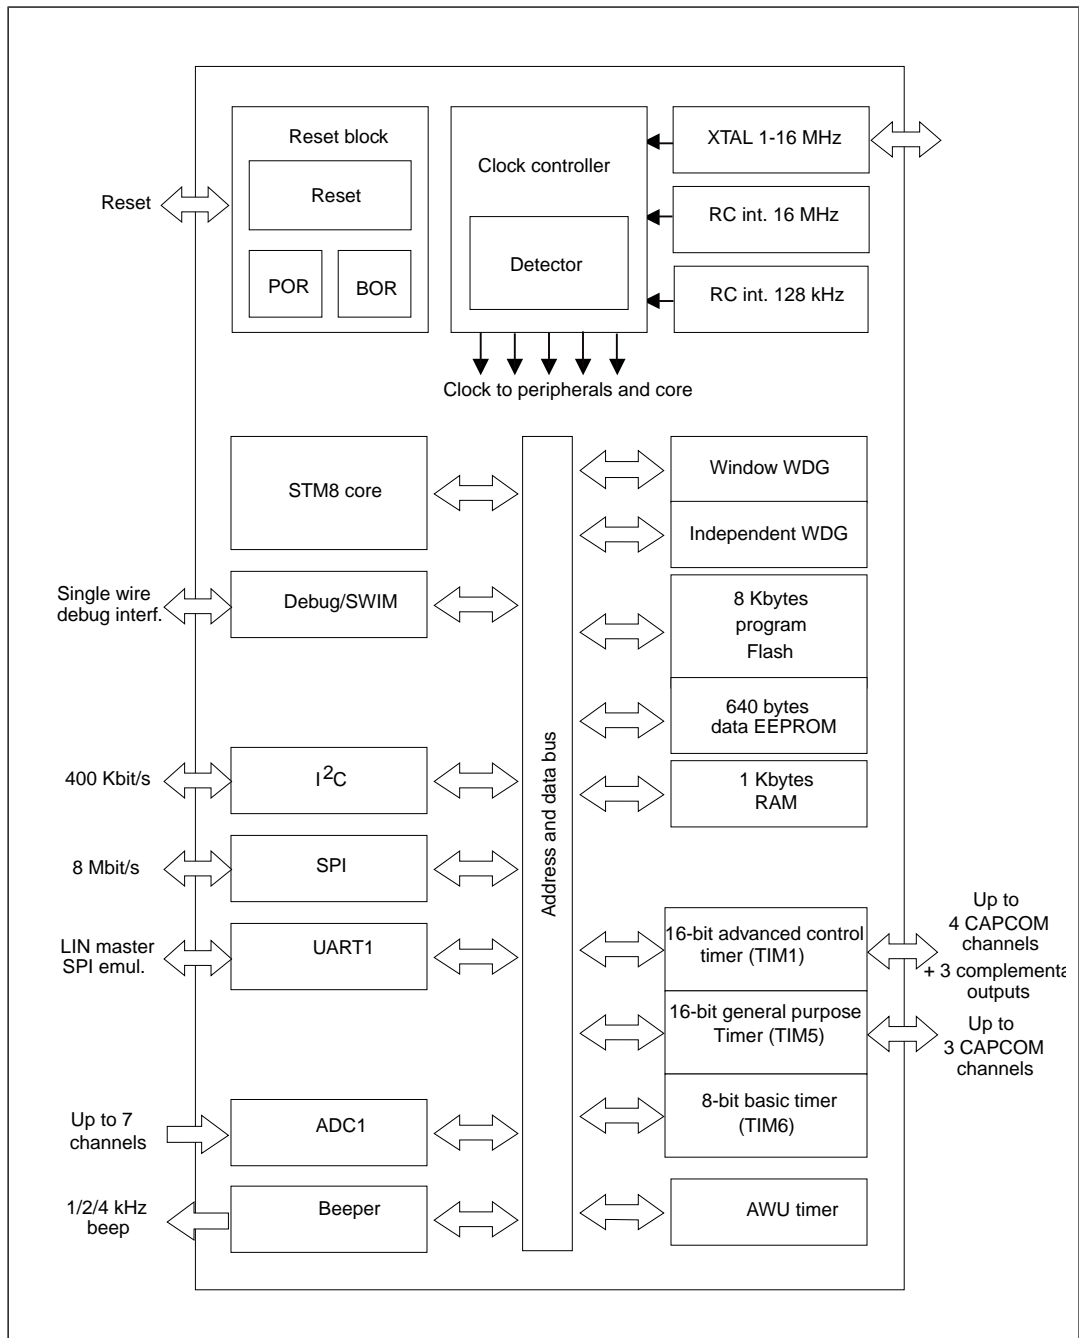 Reset block
Reset
POR
BOR
Reset
Clock controller
Detector
XTAL 1-16 MHz
RC int. 16 MHz
RC int. 128 kHz
Clock to peripherals and core
STM8 core
Single wire
debug interf.
Debug/SWIM
400 Kbit/s
I2C
8 Mbit/s
SPI
LIN master
SPI emul.
UART1
Up to 7
channels
ADC1
1/2/4 kHz
beep
Beeper
Address and data bus
Window WDG
Independent WDG
8 Kbytes
program
Flash
640 bytes
data EEPROM
1 Kbytes
RAM
16-bit advanced control
timer (TIM1)
Up to
4 CAPCOM
channels
+ 3 complementa
outputs
16-bit general purpose
Timer (TIM5)
Up to
3 CAPCOM
channels
8-bit basic timer
(TIM6)
AWU timer